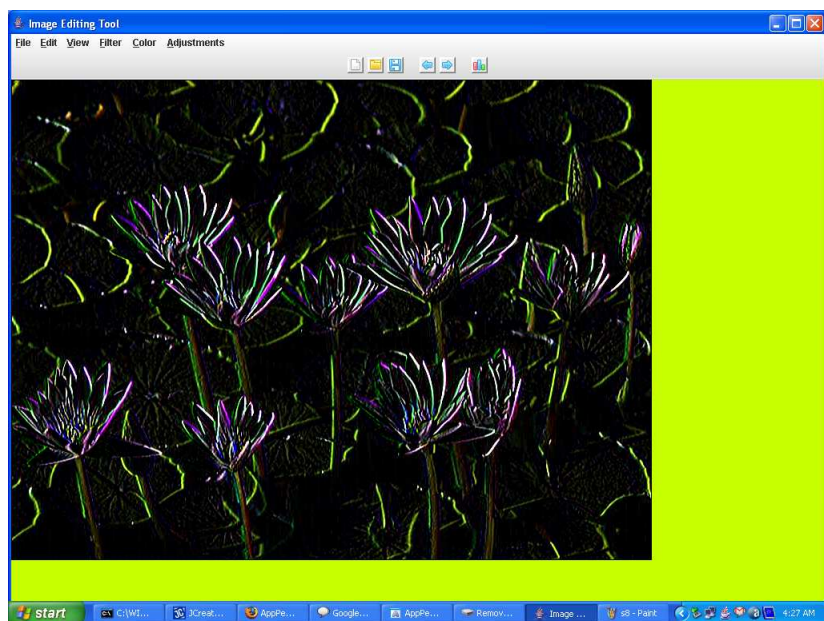 Image Editing Tool
File Edit View Filter Color Adjustments
start C:\WI... JCreat... AppPe... Google... AppPe... Remov... Image ... s8 - Paint 4:27 AM